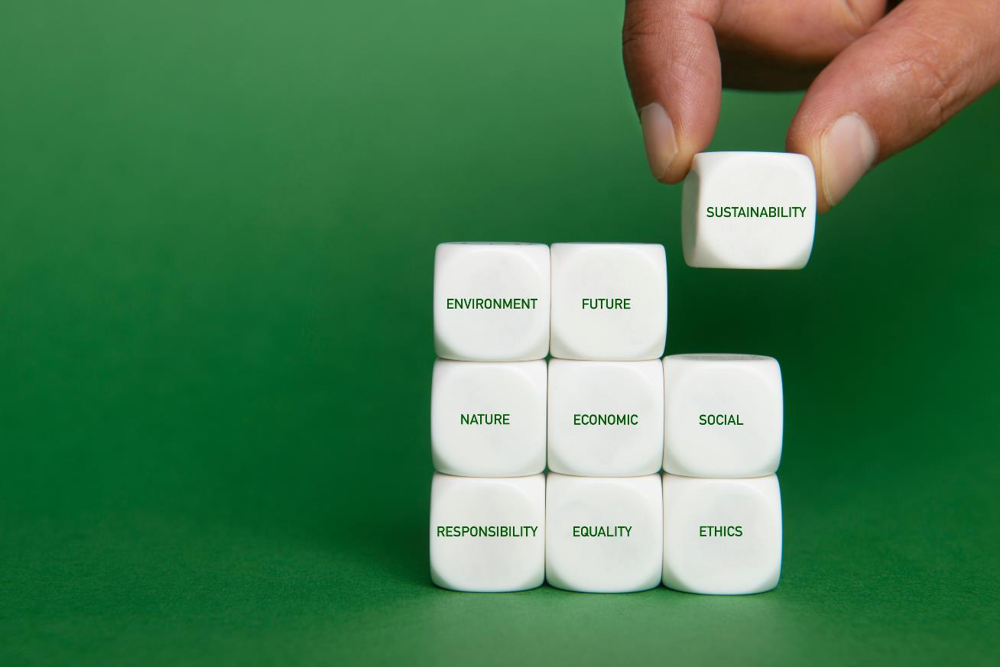 SUSTAINABILITY
ENVIRONMENT
FUTURE
NATURE
ECONOMIC
SOCIAL
RESPONSIBILITY
EQUALITY
ETHICS